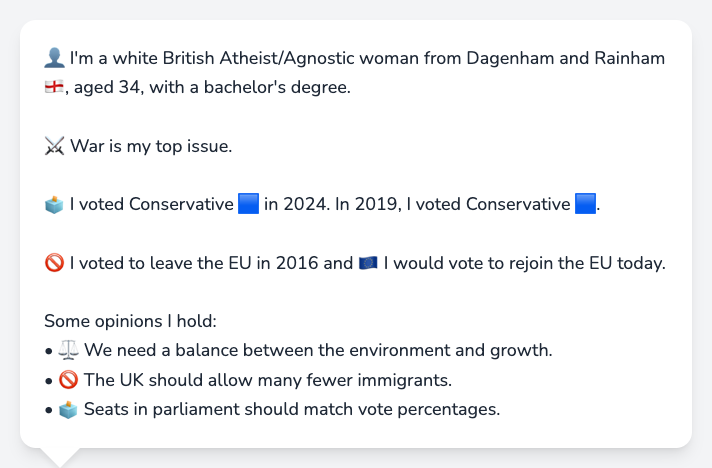 👤 I'm a white British Atheist/Agnostic woman from Dagenham and Rainham
🏴󠁧󠁢󠁥󠁮󠁧󠁿, aged 34, with a bachelor's degree.
⚔️ War is my top issue.
🗳️ I voted Conservative 🟦 in 2024. In 2019, I voted Conservative 🟦.
🚫 I voted to leave the EU in 2016 and 🇪🇺 I would vote to rejoin the EU today.
Some opinions I hold:
• ⚖️ We need a balance between the environment and growth.
• 🚫 The UK should allow many fewer immigrants.
• 🗳️ Seats in parliament should match vote percentages.